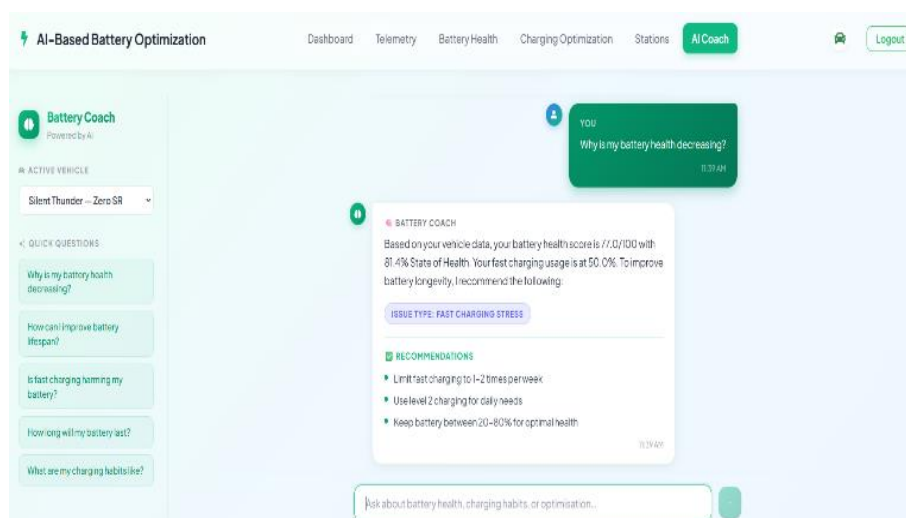 AI-Based Battery Optimization
Dashboard
Telemetry
Battery Health
Charging Optimization
Stations
AI Coach
Logout
Battery Coach
Powered by AI
ACTIVE VEHICLE
Silent Thunder — Zero SR
QUICK QUESTIONS
Why is my battery health
decreasing?
How can I improve battery
lifespan?
Is fast charging harming my
battery?
How long will my battery last?
What are my charging habits like?
YOU
Why is my battery health decreasing?
11:39 AM
BATTERY COACH
Based on your vehicle data, your battery health score is 77.0/100 with
81.4% State of Health. Your fast charging usage is at 50.0%. To improve
battery longevity, I recommend the following:
ISSUE TYPE: FAST CHARGING STRESS
RECOMMENDATIONS
Limit fast charging to 1-2 times per week
Use level 2 charging for daily needs
Keep battery between 20-80% for optimal health
11:39 AM
Ask about battery health, charging habits, or optimisation...